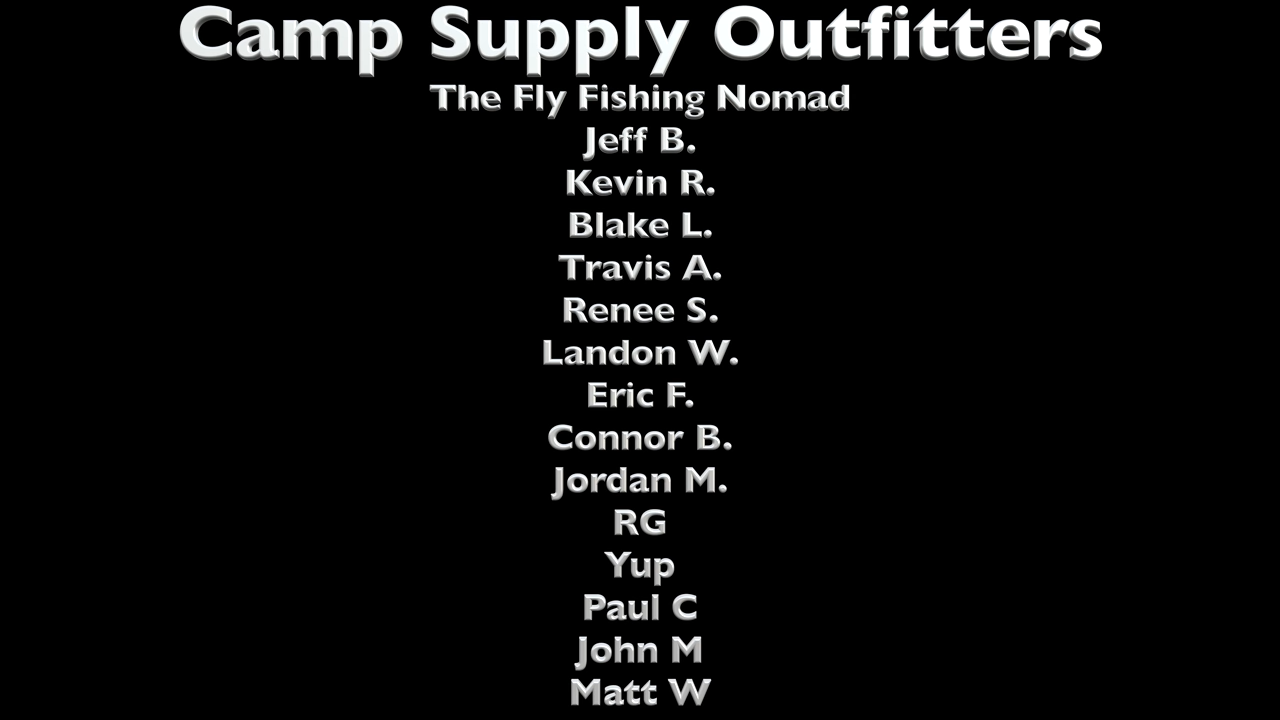 Camp Supply Outfitters
The Fly Fishing Nomad
Jeff B.
Kevin R.
Blake L.
Travis A.
Renee S.
Landon W.
Eric F.
Connor B.
Jordan M.
RG
Yup
Paul C
John M
Matt W